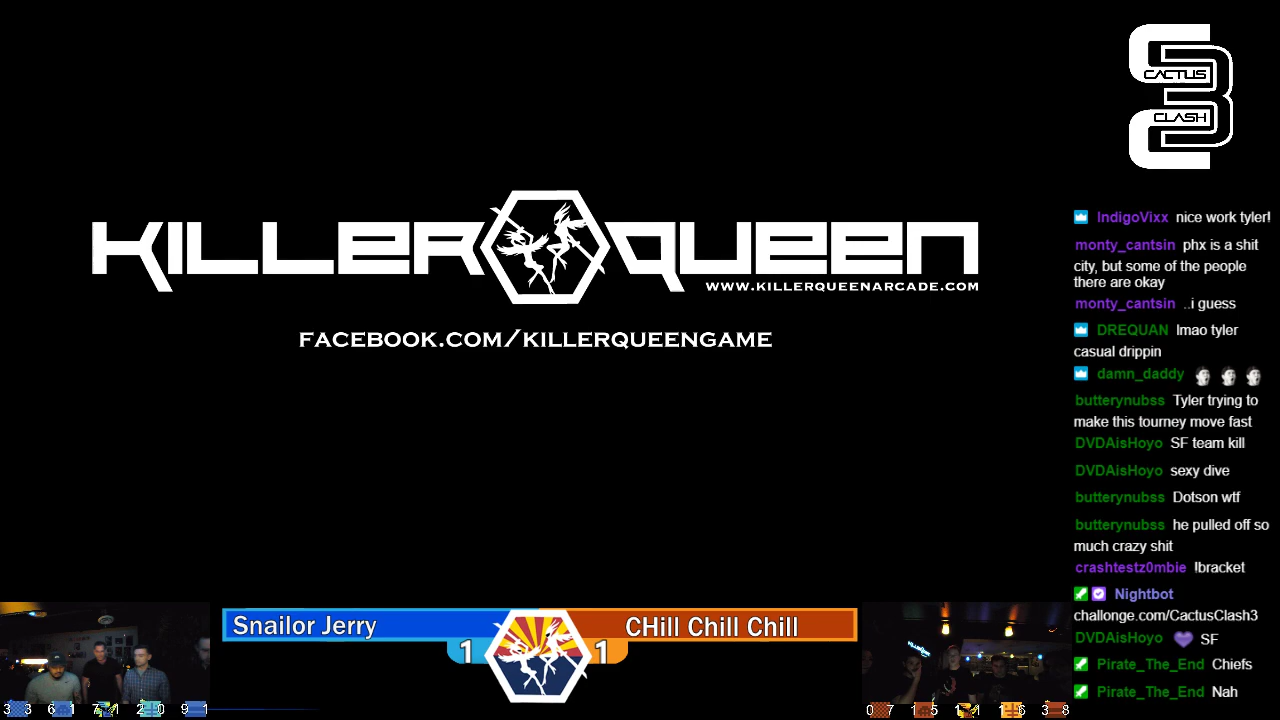 CACTUS
CLASH
KILLER QUEEN
WWW.KILLERQUEENARCADE.COM
FACEBOOK.COM/KILLERQUEENGAME
IndigoVixx nice work tyler!
monty_cantsin phx is a shit
city, but some of the people
there are okay
monty_cantsin ..i guess
DREQUAN lmao tyler
casual drippin
damn_daddy
butterynubss Tyler trying to
make this tourney move fast
DVDAisHoyo SF team kill
DVDAisHoyo sexy dive
butterynubss Dotson wtf
butterynubss he pulled off so
much crazy shit
crashtestz0mbie !bracket
Nightbot
challonge.com/CactusClash3
DVDAisHoyo SF
Pirate_The_End Chiefs
Pirate_The_End Nah
Snailor Jerry
1
CHill Chill Chill
1